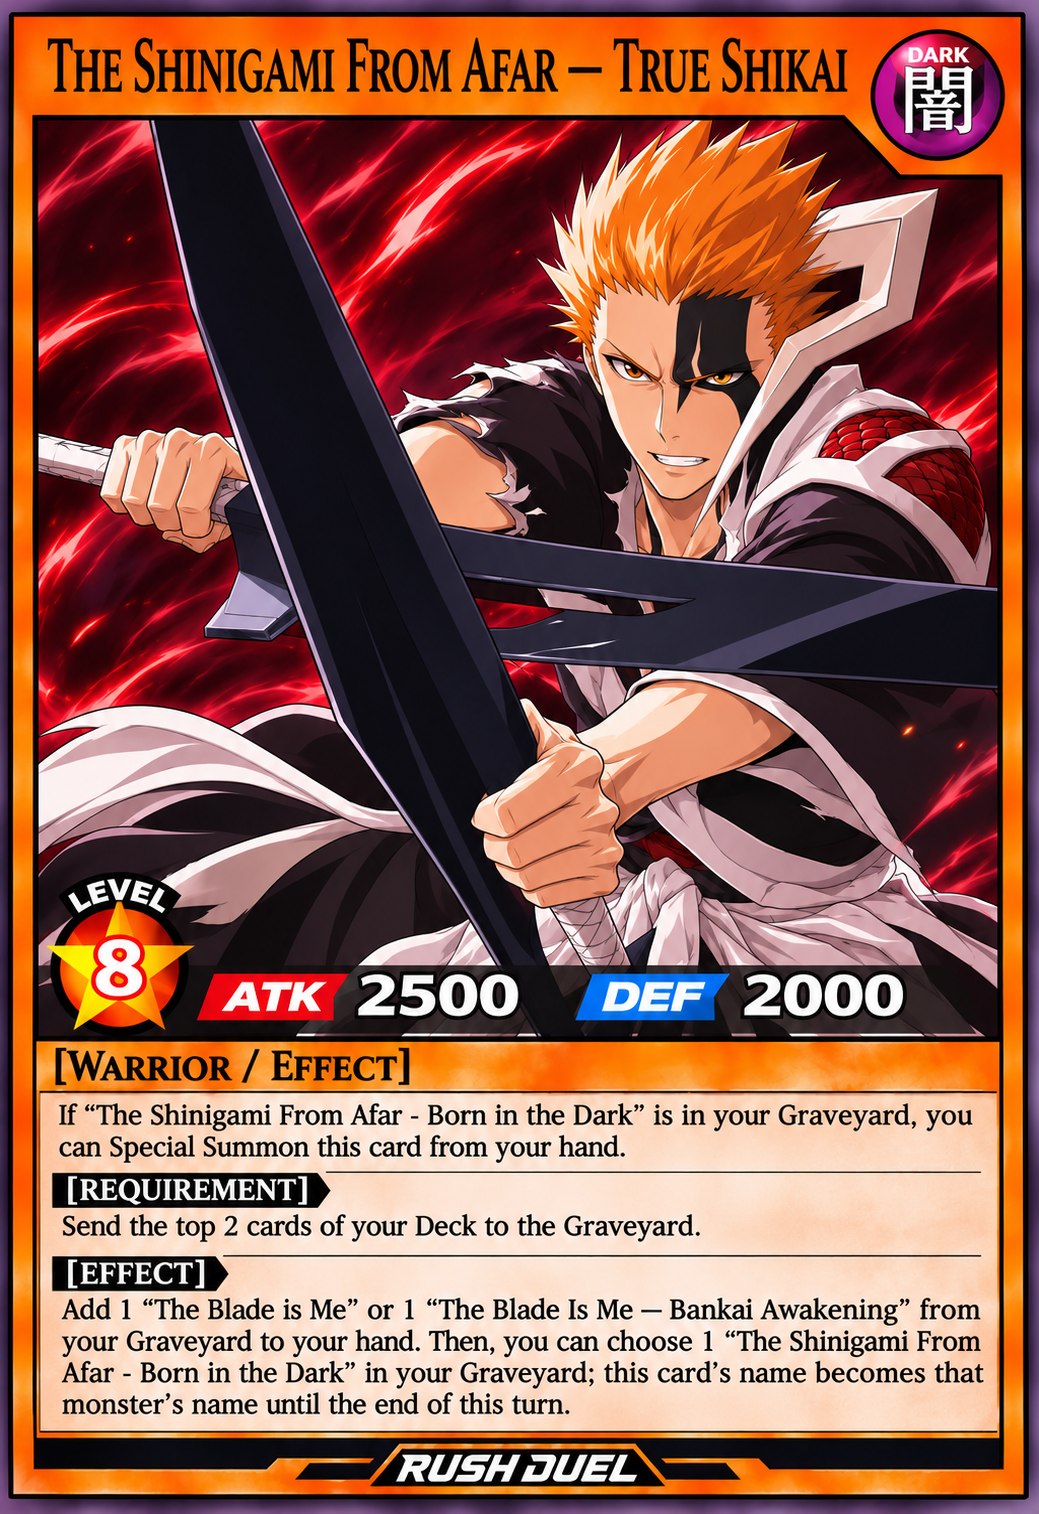 The Shinigami From Afar — True Shikai
DARK
闇
LEVEL
8
ATK 2500
DEF 2000
[Warrior / Effect]
If “The Shinigami From Afar - Born in the Dark” is in your Graveyard, you
can Special Summon this card from your hand.
[REQUIREMENT]
Send the top 2 cards of your Deck to the Graveyard.
[EFFECT]
Add 1 “The Blade is Me” or 1 “The Blade Is Me — Bankai Awakening” from
your Graveyard to your hand. Then, you can choose 1 “The Shinigami From
Afar - Born in the Dark” in your Graveyard; this card’s name becomes that
monster’s name until the end of this turn.
RUSH DUEL